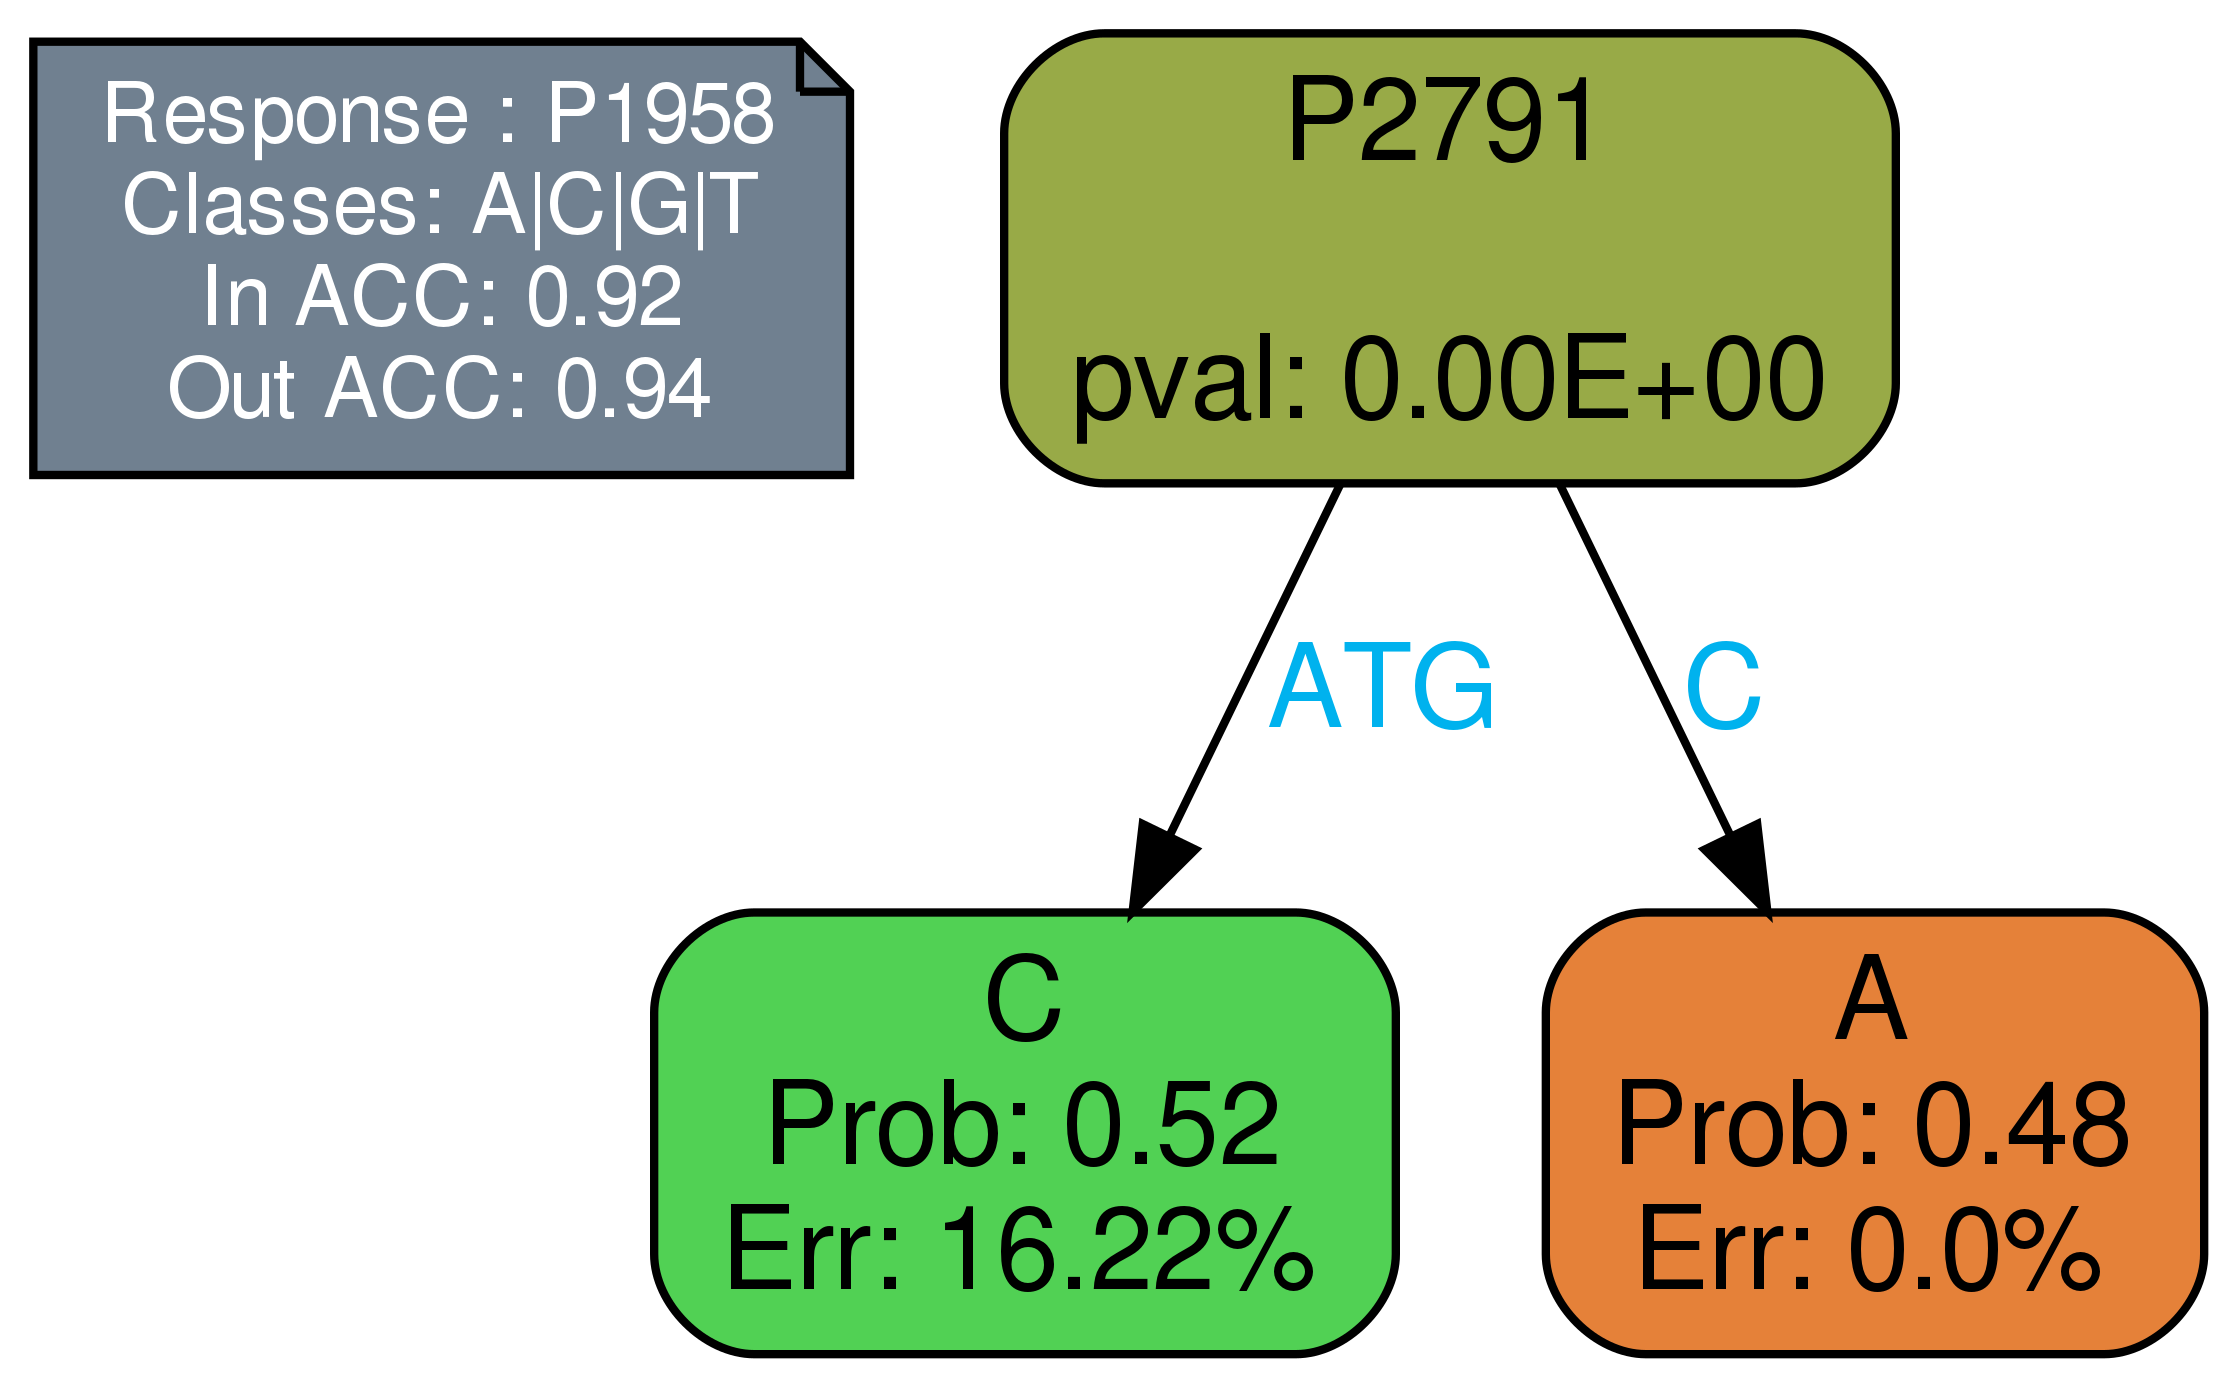 Response : P1958
Classes: A|C|G|T
In ACC: 0.92
Out ACC: 0.94
P2791
pval: 0.00E+00
ATG
C
C
Prob: 0.52
Err: 16.22%
A
Prob: 0.48
Err: 0.0%